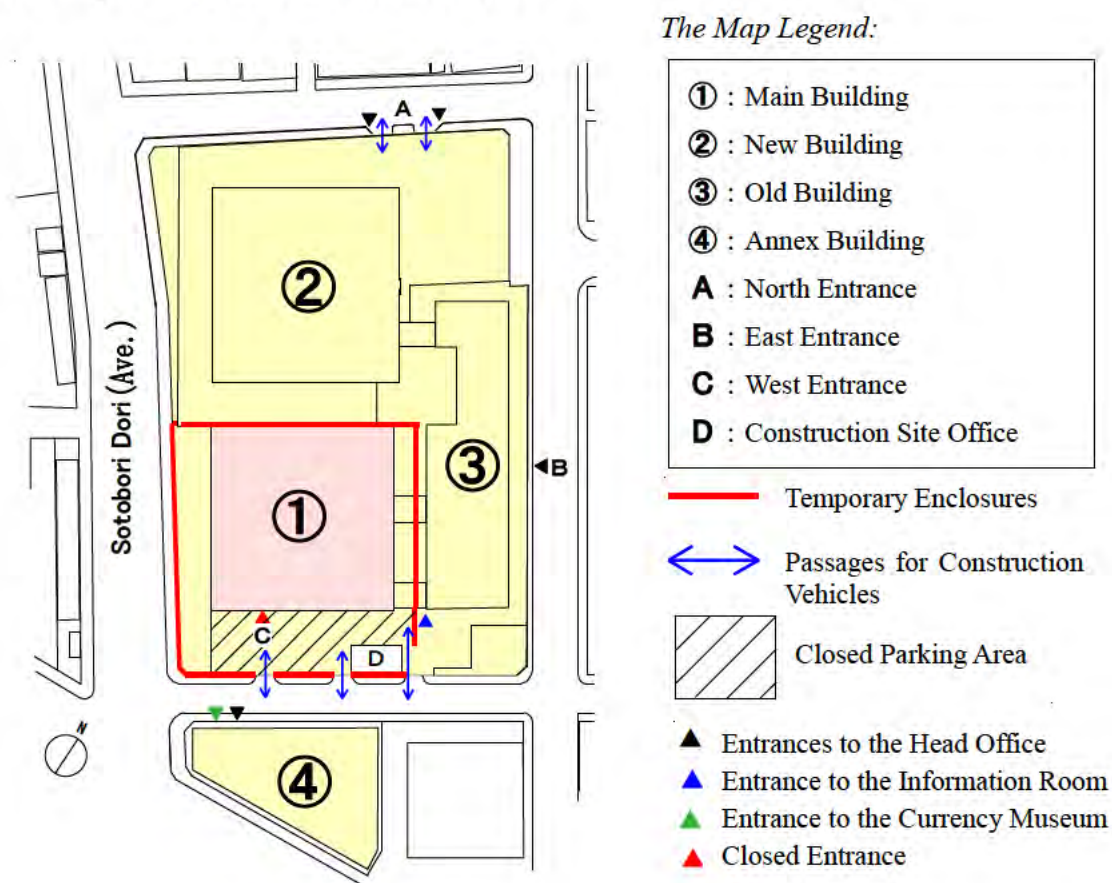 The Map Legend:
① : Main Building
② : New Building
③ : Old Building
④ : Annex Building
A : North Entrance
B : East Entrance
C : West Entrance
D : Construction Site Office
Temporary Enclosures
Passages for Construction
Vehicles
Closed Parking Area
▲ Entrances to the Head Office
▲ Entrance to the Information Room
▲ Entrance to the Currency Museum
▲ Closed Entrance
A
②
Sotobori Dori (Ave.)
③
B
①
C
D
N
④